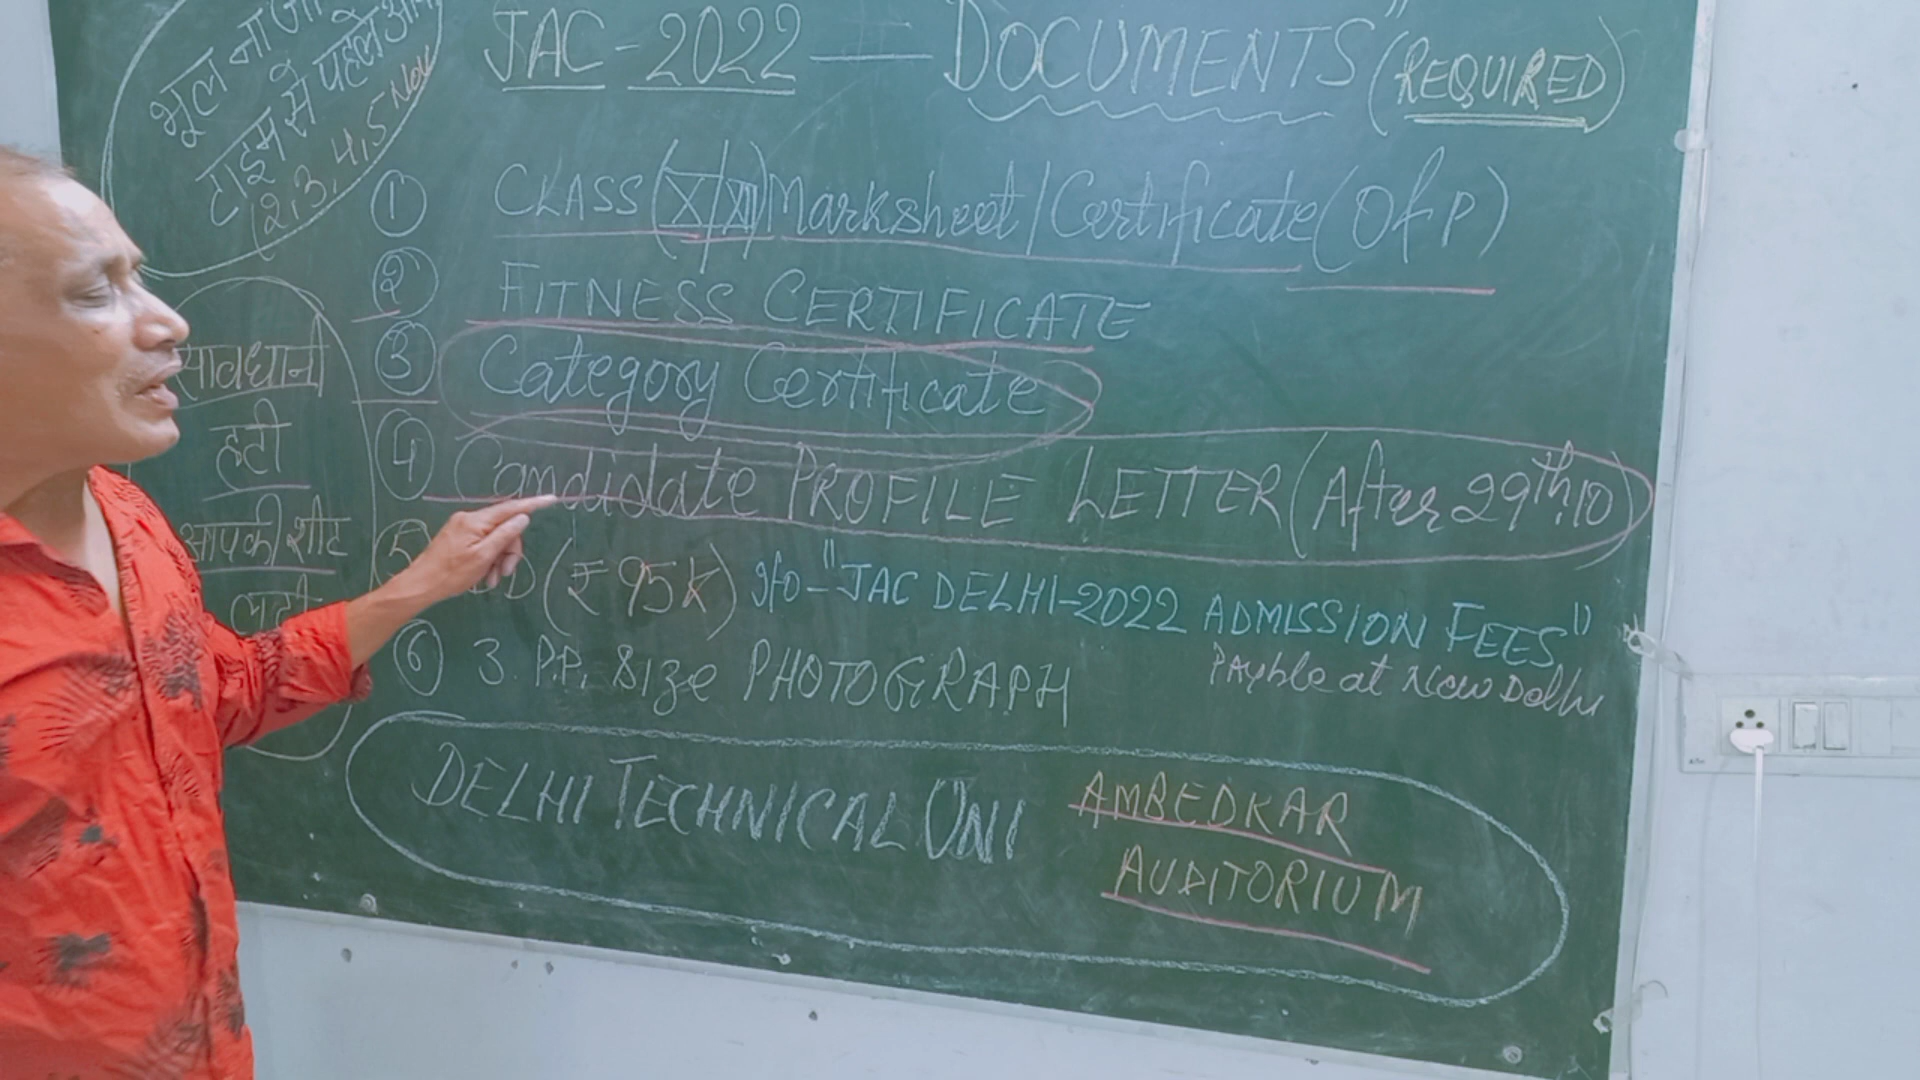 भूल ना जा
टाइम से पहले आना
(2,3,4,5 Nov
JAC - 2022 — DOCUMENTS" (REQUIRED)
① CLASS (X/XII) Marksheet/Certificate (Of P)
② FITNESS CERTIFICATE
③ Category Certificate
④ Candidate PROFILE LETTER (After 29th.10)
⑤ DD (₹ 95K) "JAC DELHI-2022 ADMISSION FEES"
Payble at New Delhi
⑥ 3. P.P. Size PHOTOGRAPH
सावधानी
हटी
आपकी शीट
DELHI TECHNICAL UNI
AMBEDKAR
AUDITORIUM